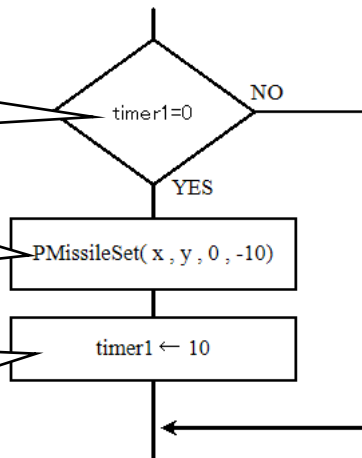 timer1=0
NO
YES
PMissileSet( x , y , 0 , -10)
timer1 ← 10